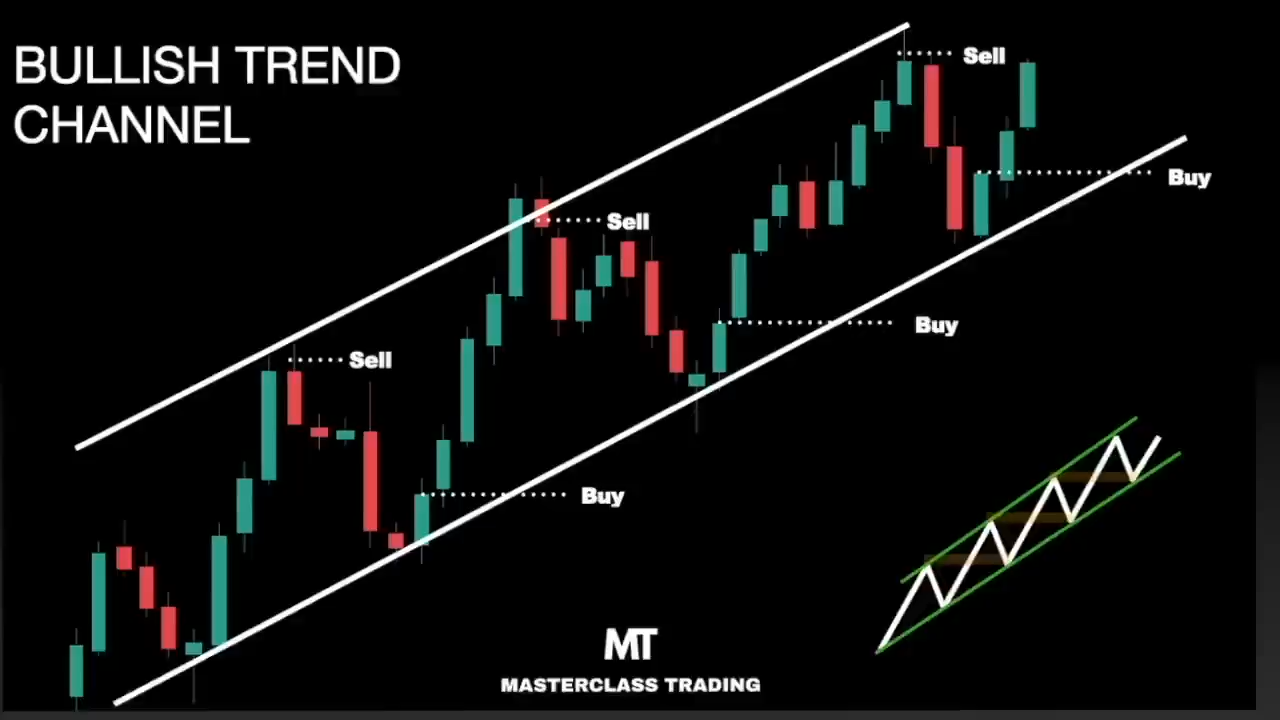 BULLISH TREND
CHANNEL
Sell
Buy
Sell
Sell
Buy
Buy
MT
MASTERCLASS TRADING